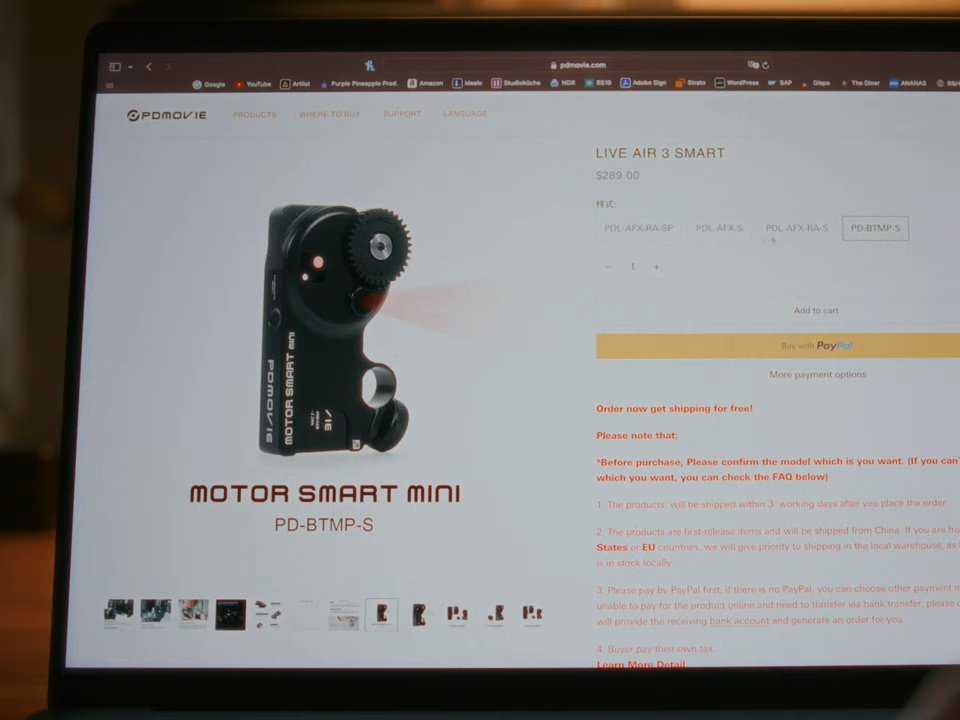 pdmovie.com
Google YouTube Artlist Purple Pineapple Prod. Amazon Idealo Studioküche NDR BS19 Adobe Sign Strato WordPress SAP Dispo The Diner ANANAS
PDMOVIE PRODUCTS WHERE TO BUY SUPPORT LANGUAGE
LIVE AIR 3 SMART
$289.00
样式:
PDL-AFX-RA-SP PDL-AFX-S PDL-AFX-RA-S PD-BTMP-S
− 1 +
Add to cart
Buy with PayPal
More payment options
PDMOVIE
MOTOR SMART MINI
MOTOR SMART MINI
PD-BTMP-S
Order now get shipping for free!
Please note that:
*Before purchase, Please confirm the model which is you want. (If you can'
which you want, you can check the FAQ below)
1. The products will be shipped within 3 working days after you place the order.
2. The products are first-release items and will be shipped from China. If you are fro
States or EU countries, we will give priority to shipping in the local warehouse, as
is in stock locally.
3. Please pay by PayPal first, if there is no PayPal, you can choose other payment m
unable to pay for the product online and need to transfer via bank transfer, please
will provide the receiving bank account and generate an order for you.
4. Buyer pay their own tax.
Learn More Detail